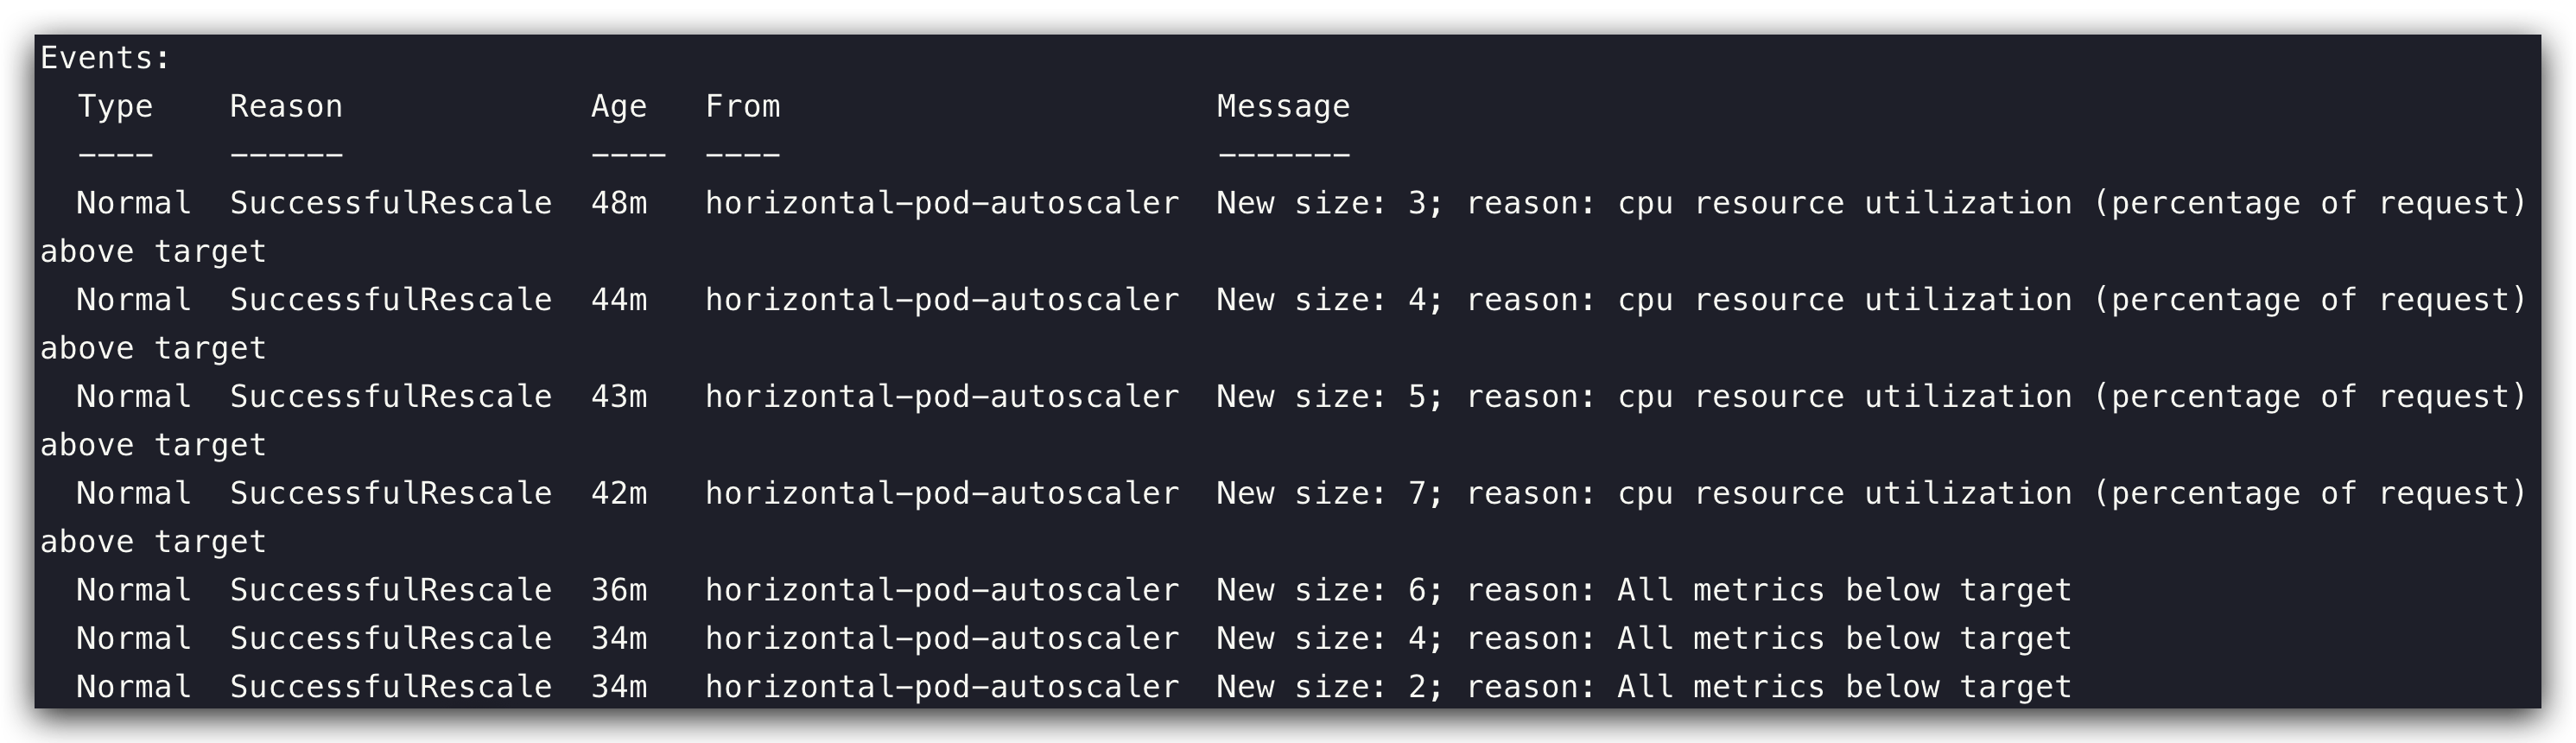 Events:
  Type    Reason             Age   From                       Message
  ----    ------             ----  ----                       -------
  Normal  SuccessfulRescale  48m   horizontal-pod-autoscaler  New size: 3; reason: cpu resource utilization (percentage of request)
above target
  Normal  SuccessfulRescale  44m   horizontal-pod-autoscaler  New size: 4; reason: cpu resource utilization (percentage of request)
above target
  Normal  SuccessfulRescale  43m   horizontal-pod-autoscaler  New size: 5; reason: cpu resource utilization (percentage of request)
above target
  Normal  SuccessfulRescale  42m   horizontal-pod-autoscaler  New size: 7; reason: cpu resource utilization (percentage of request)
above target
  Normal  SuccessfulRescale  36m   horizontal-pod-autoscaler  New size: 6; reason: All metrics below target
  Normal  SuccessfulRescale  34m   horizontal-pod-autoscaler  New size: 4; reason: All metrics below target
  Normal  SuccessfulRescale  34m   horizontal-pod-autoscaler  New size: 2; reason: All metrics below target